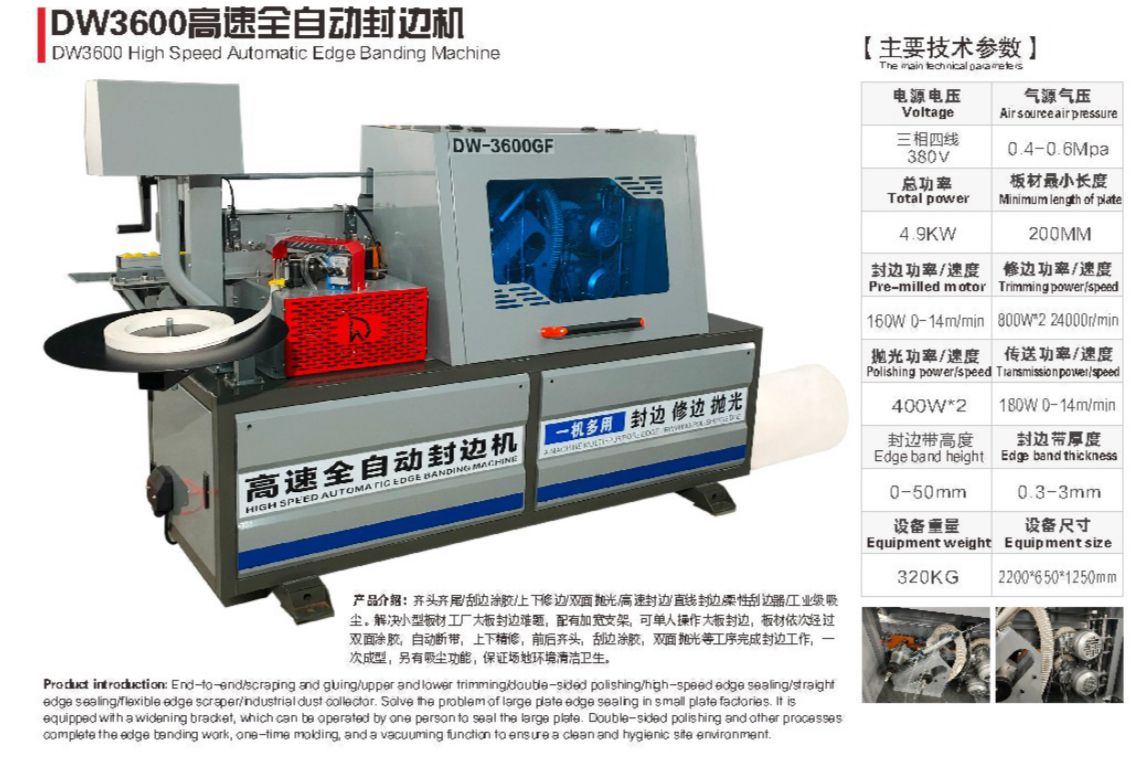 DW3600高速全自动封边机
DW3600 High Speed Automatic Edge Banding Machine
【主要技术参数】
The main technical parameters
电源电压 气源气压
Voltage Air source air pressure
三相四线
380V 0.4-0.6Mpa
总功率 板材最小长度
Total power Minimum length of plate
4.9KW 200MM
封边功率/速度 修边功率/速度
Pre-milled motor Trimming power/speed
160W 0-14m/min 800W*2 24000r/min
抛光功率/速度 传送功率/速度
Polishing power/speed Transmission power/speed
400W*2 180W 0-14m/min
封边带高度 封边带厚度
Edge band height Edge band thickness
0-50mm 0.3-3mm
设备重量 设备尺寸
Equipment weight Equipment size
320KG 2200*650*1250mm
DW-3600GF
一机多用 封边 修边 抛光
高速全自动封边机
HIGH SPEED AUTOMATIC EDGE BANDING MACHINE
产品介绍：齐头齐尾/刮边涂胶/上下修边/双面抛光/高速封边/直线封边/柔性刮边器/工业级吸
尘。解决小型板材工厂大板封边难题，配有加宽支架，可单人操作大板封边，板材依次经过
双面涂胶，自动断带，上下精修，前后齐头，刮边涂胶，双面抛光等工序完成封边工作，一
次成型，另有吸尘功能，保证场地环境清洁卫生。
Product introduction: End-to-end/scraping and gluing/upper and lower trimming/double-sided polishing/high-speed edge sealing/straight
edge sealing/flexible edge scraper/industrial dust collector. Solve the problem of large plate edge sealing in small plate factories. It is
equipped with a widening bracket, which can be operated by one person to seal the large plate. Double-sided polishing and other processes
complete the edge banding work, one-time molding, and a vacuuming function to ensure a clean and hygienic site environment.